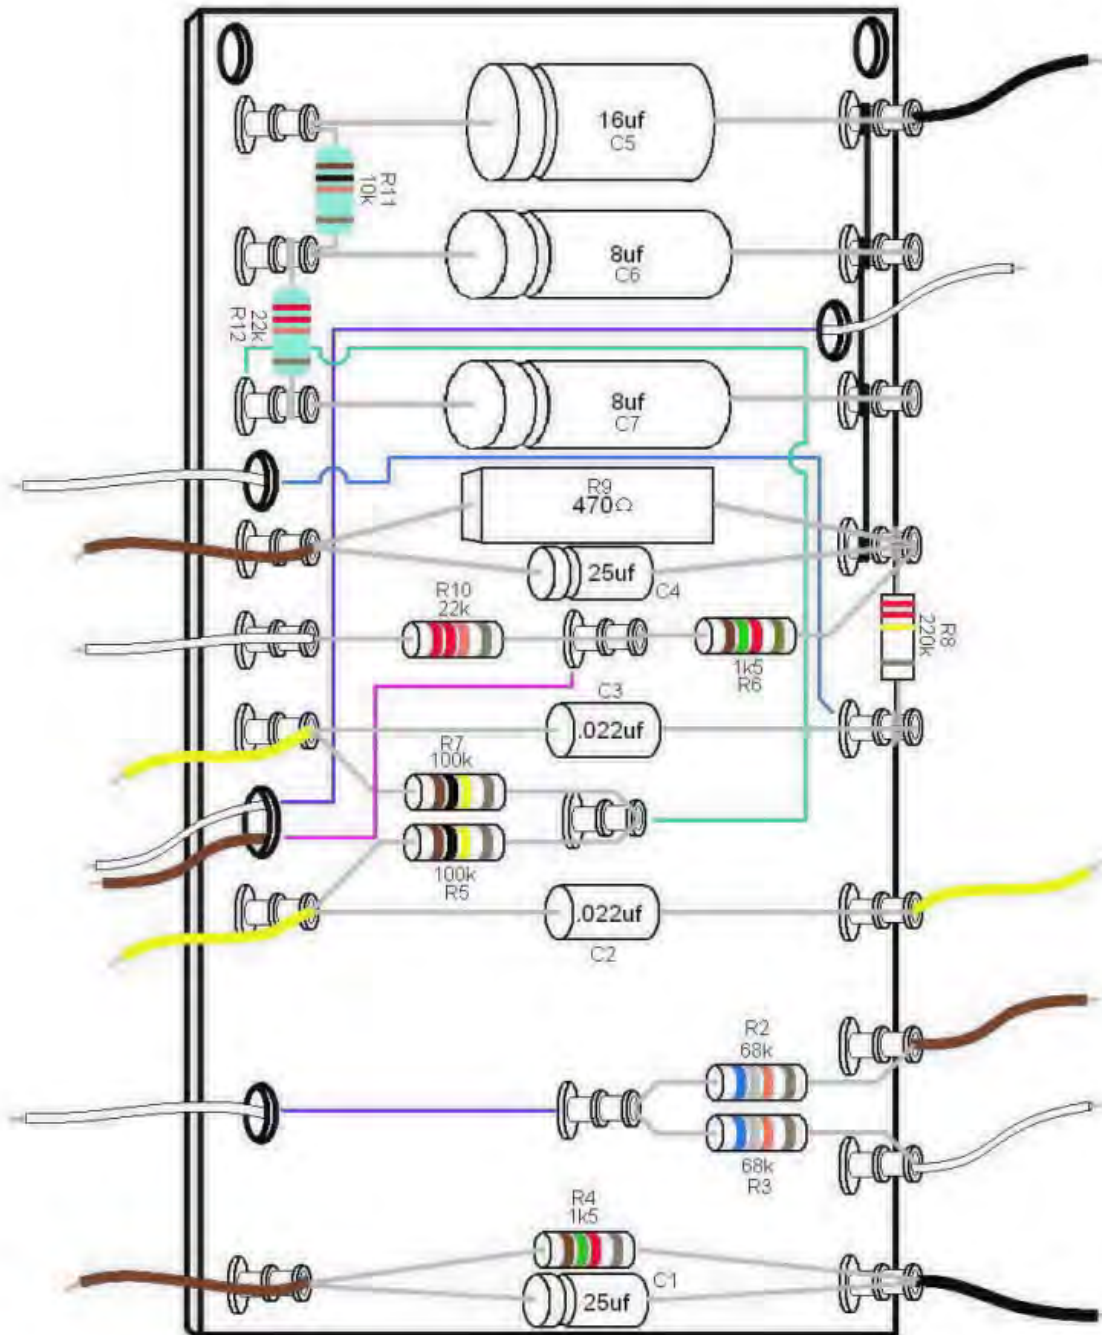 16uf
C5
R11
10k
8uf
C6
22k
R12
8uf
C7
R9
470Ω
25uf
C4
R10
22k
1k5
R6
R8
220k
C3
.022uf
R7
100k
100k
R5
.022uf
C2
R2
68k
68k
R3
R4
1k5
C1
25uf